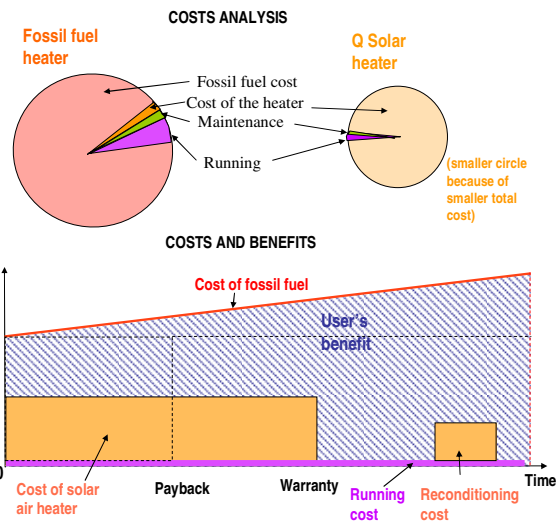 COSTS ANALYSIS
Fossil fuel
heater
Q Solar
heater
Fossil fuel cost
Cost of the heater
Maintenance
Running
(smaller circle
because of
smaller total
cost)
COSTS AND BENEFITS
Cost of fossil fuel
User's
benefit
0
Cost of solar
air heater
Payback
Warranty
Running
cost
Reconditioning
cost
Time